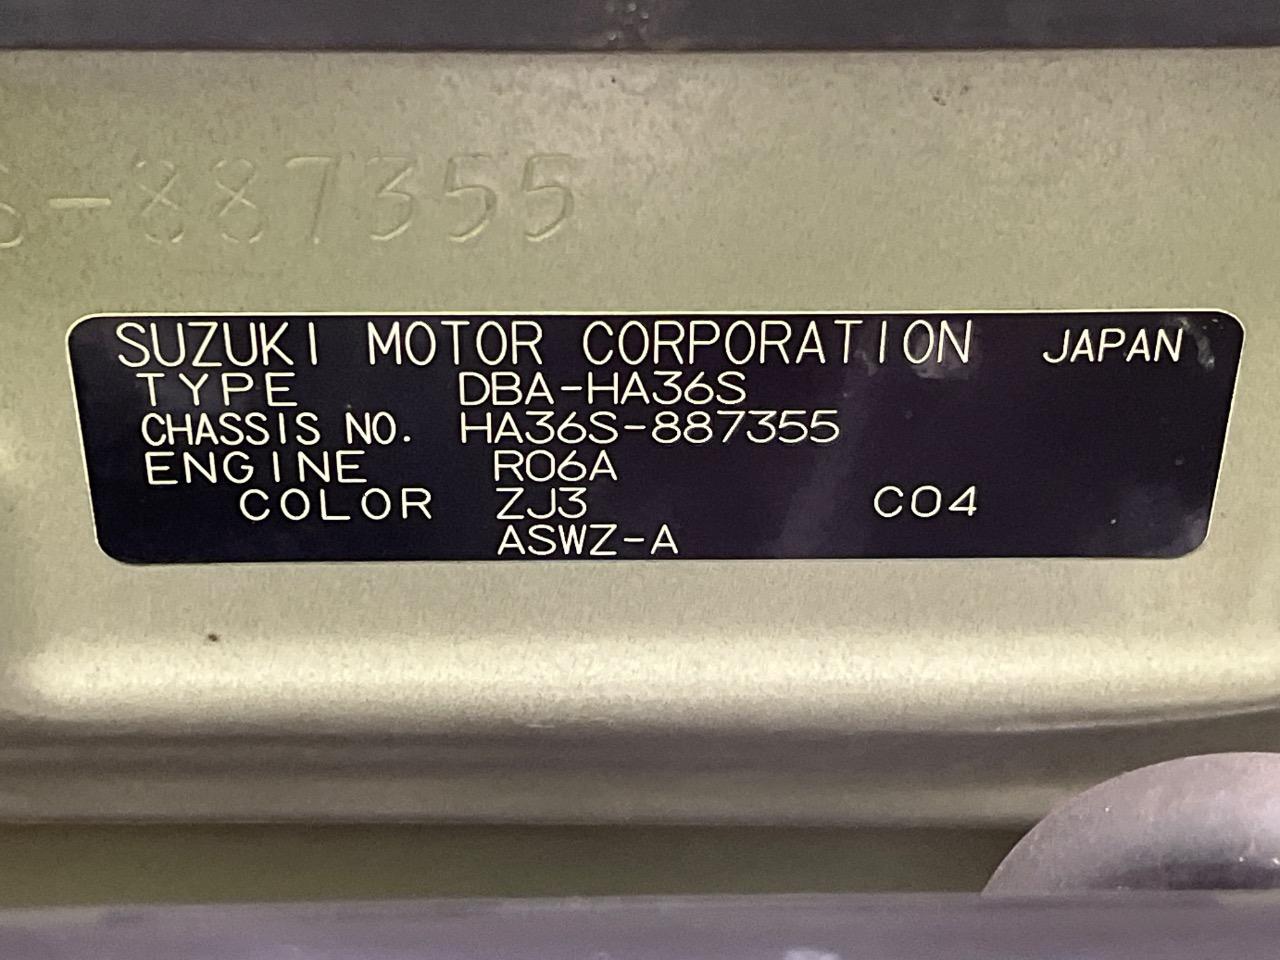 S-887355
SUZUKI MOTOR CORPORATION JAPAN
TYPE DBA-HA36S
CHASSIS NO. HA36S-887355
ENGINE R06A
COLOR ZJ3 C04
ASWZ-A